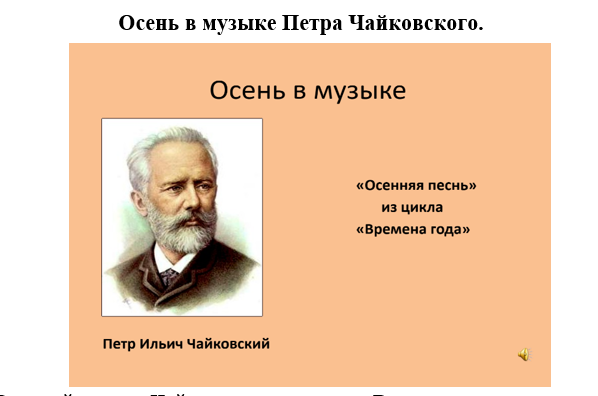 Осень в музыке Петра Чайковского.
Осень в музыке
«Осенняя песнь»
из цикла
«Времена года»
Петр Ильич Чайковский